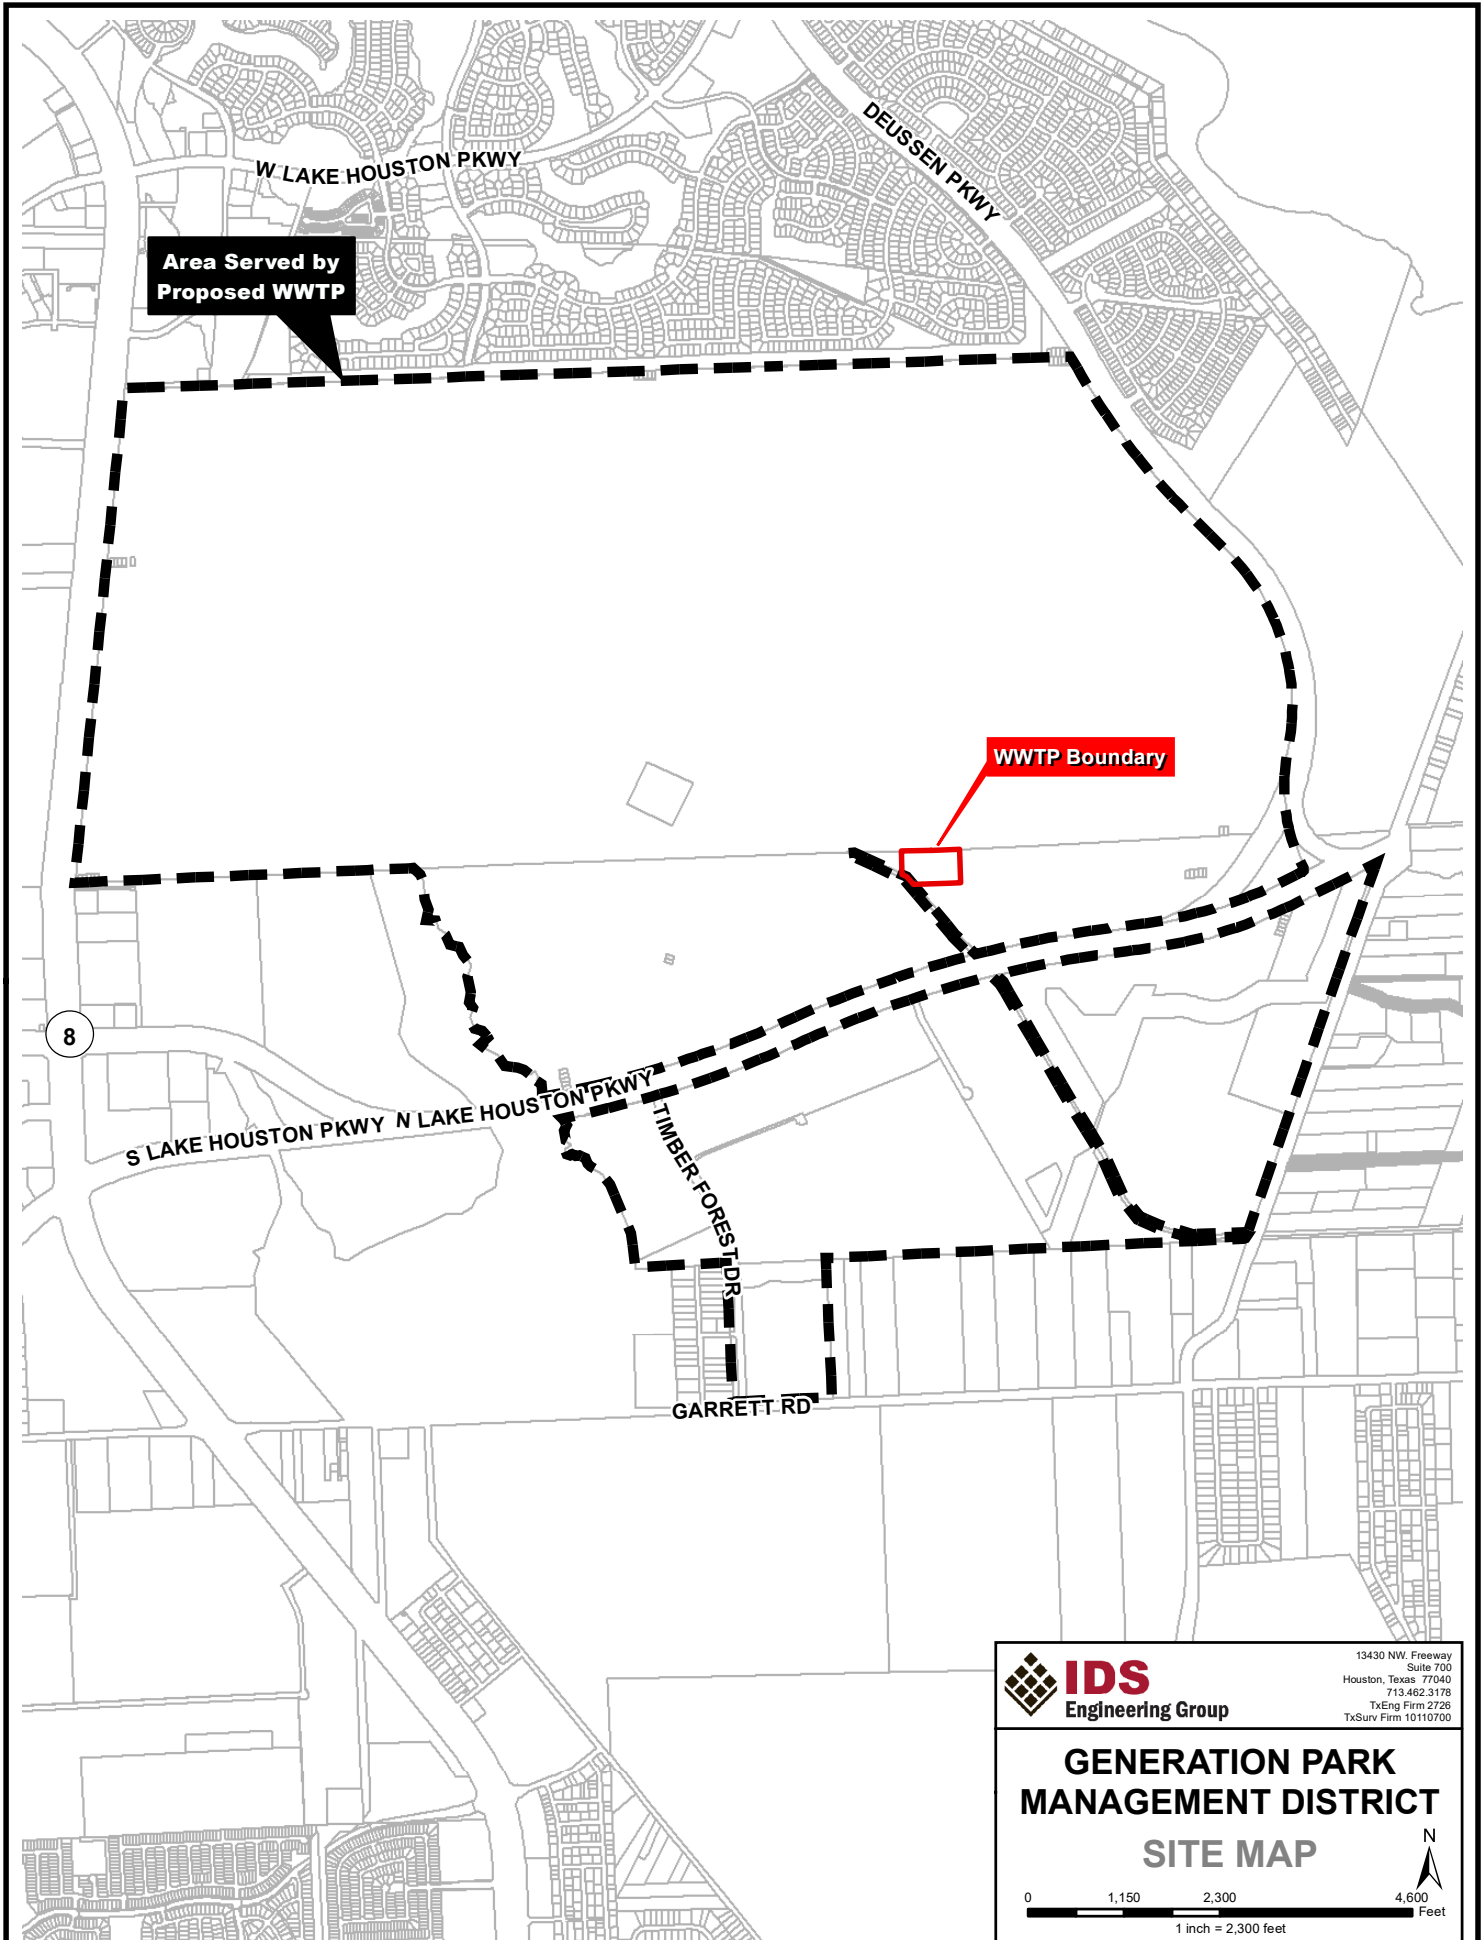 DEUSSEN PKWY
W LAKE HOUSTON PKWY
Area Served by
Proposed WWTP
WWTP Boundary
8
S LAKE HOUSTON PKWY
N LAKE HOUSTON PKWY
TIMBER FOREST DR
GARRETT RD
IDS
Engineering Group
13430 NW. Freeway
Suite 700
Houston, Texas 77040
713.462.3178
TxEng Firm 2726
TxSurv Firm 10110700
GENERATION PARK
MANAGEMENT DISTRICT
SITE MAP
N
0 1,150 2,300 4,600
Feet
1 inch = 2,300 feet